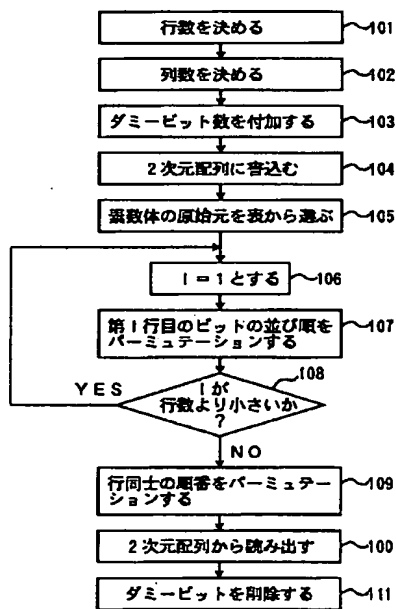 行数を決める
101
列数を決める
102
ダミービット数を付加する
103
2次元配列に書込む
104
素数体の原始元を表から選ぶ
105
I=1とする
106
第I行目のビットの並び順を
パーミュテーションする
107
108
YES
Iが
行数より小さいか
?
NO
行同士の順番をパーミュテー
ションする
109
2次元配列から読み出す
100
ダミービットを削除する
111